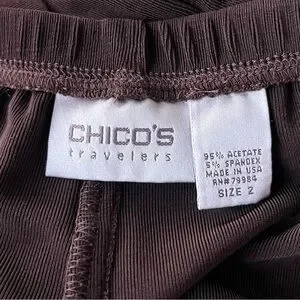 CHICO'S
travelers
95% ACETATE
5% SPANDEX
MADE IN USA
RN#79984
SIZE 2